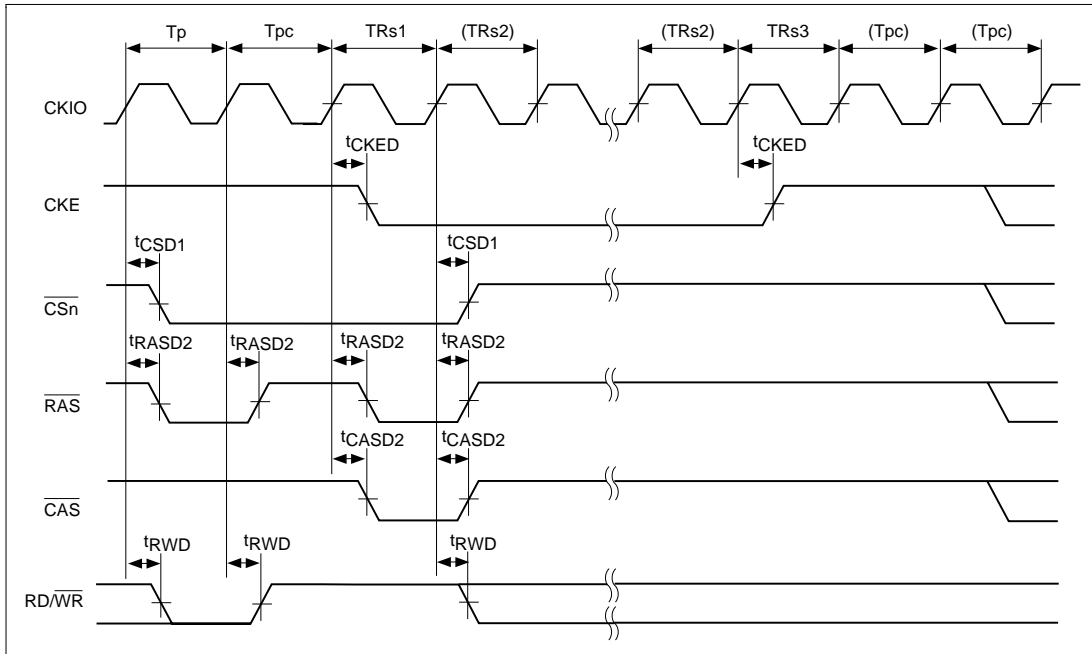 Tp Tpc TRs1 (TRs2) (TRs2) TRs3 (Tpc) (Tpc)
CKIO
tCKED tCKED
CKE
tCSD1 tCSD1
CSn
tRASD2 tRASD2 tRASD2 tRASD2
RAS
tCASD2 tCASD2
CAS
tRWD tRWD tRWD
RD/WR